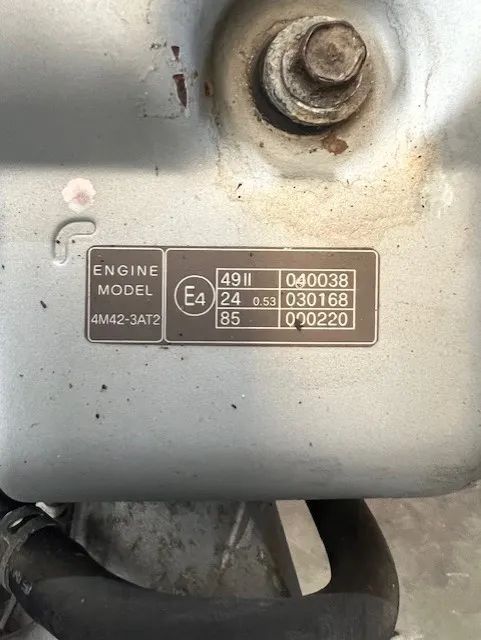 ENGINE
MODEL
4M42-3AT2
E4
49II 040038
24 0.53 030168
85 000220